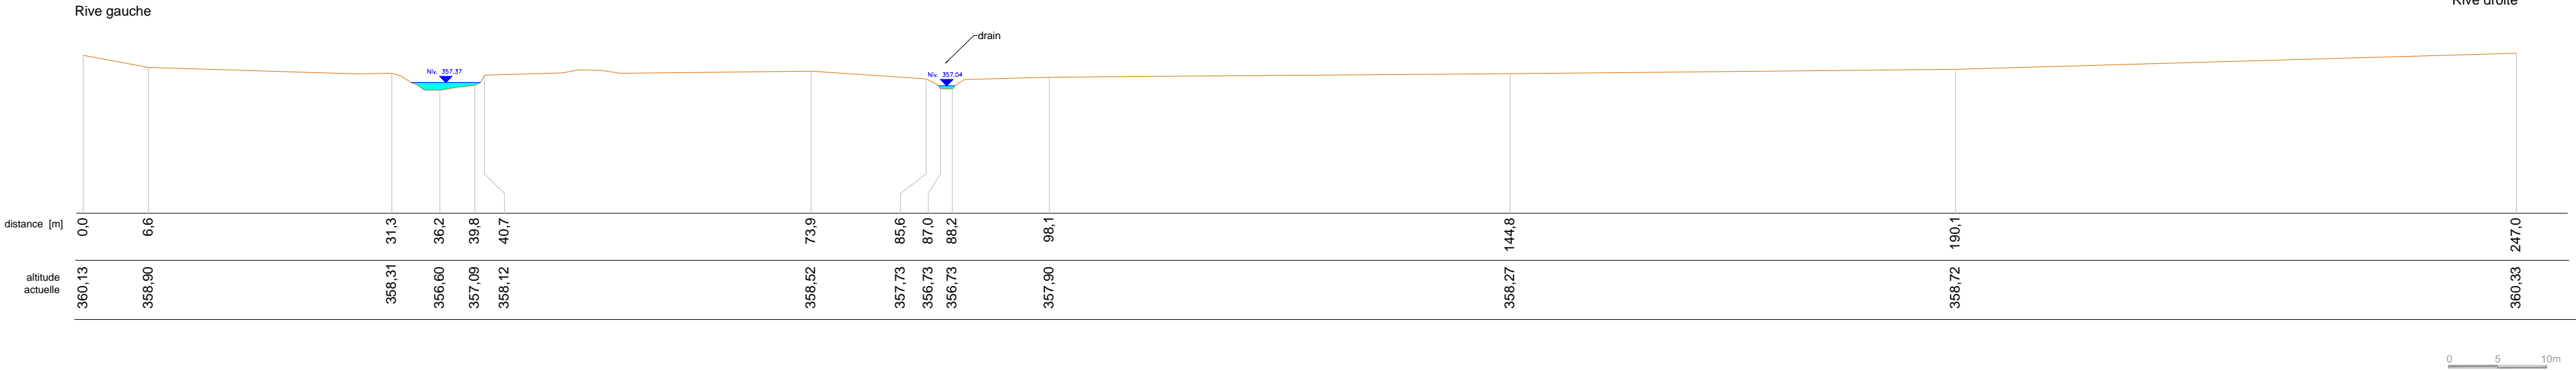 Rive gauche
Rive droite
drain
Niv. 357.37
Niv. 357.04
distance [m]
0,0 6,6 31,3 36,2 39,8 40,7 73,9 85,6 87,0 88,2 98,1 144,8 190,1 247,0
altitude
actuelle
360,13 358,90 358,31 356,60 357,09 358,12 358,52 357,73 356,73 356,73 357,90 358,27 358,72 360,33
0 5 10m